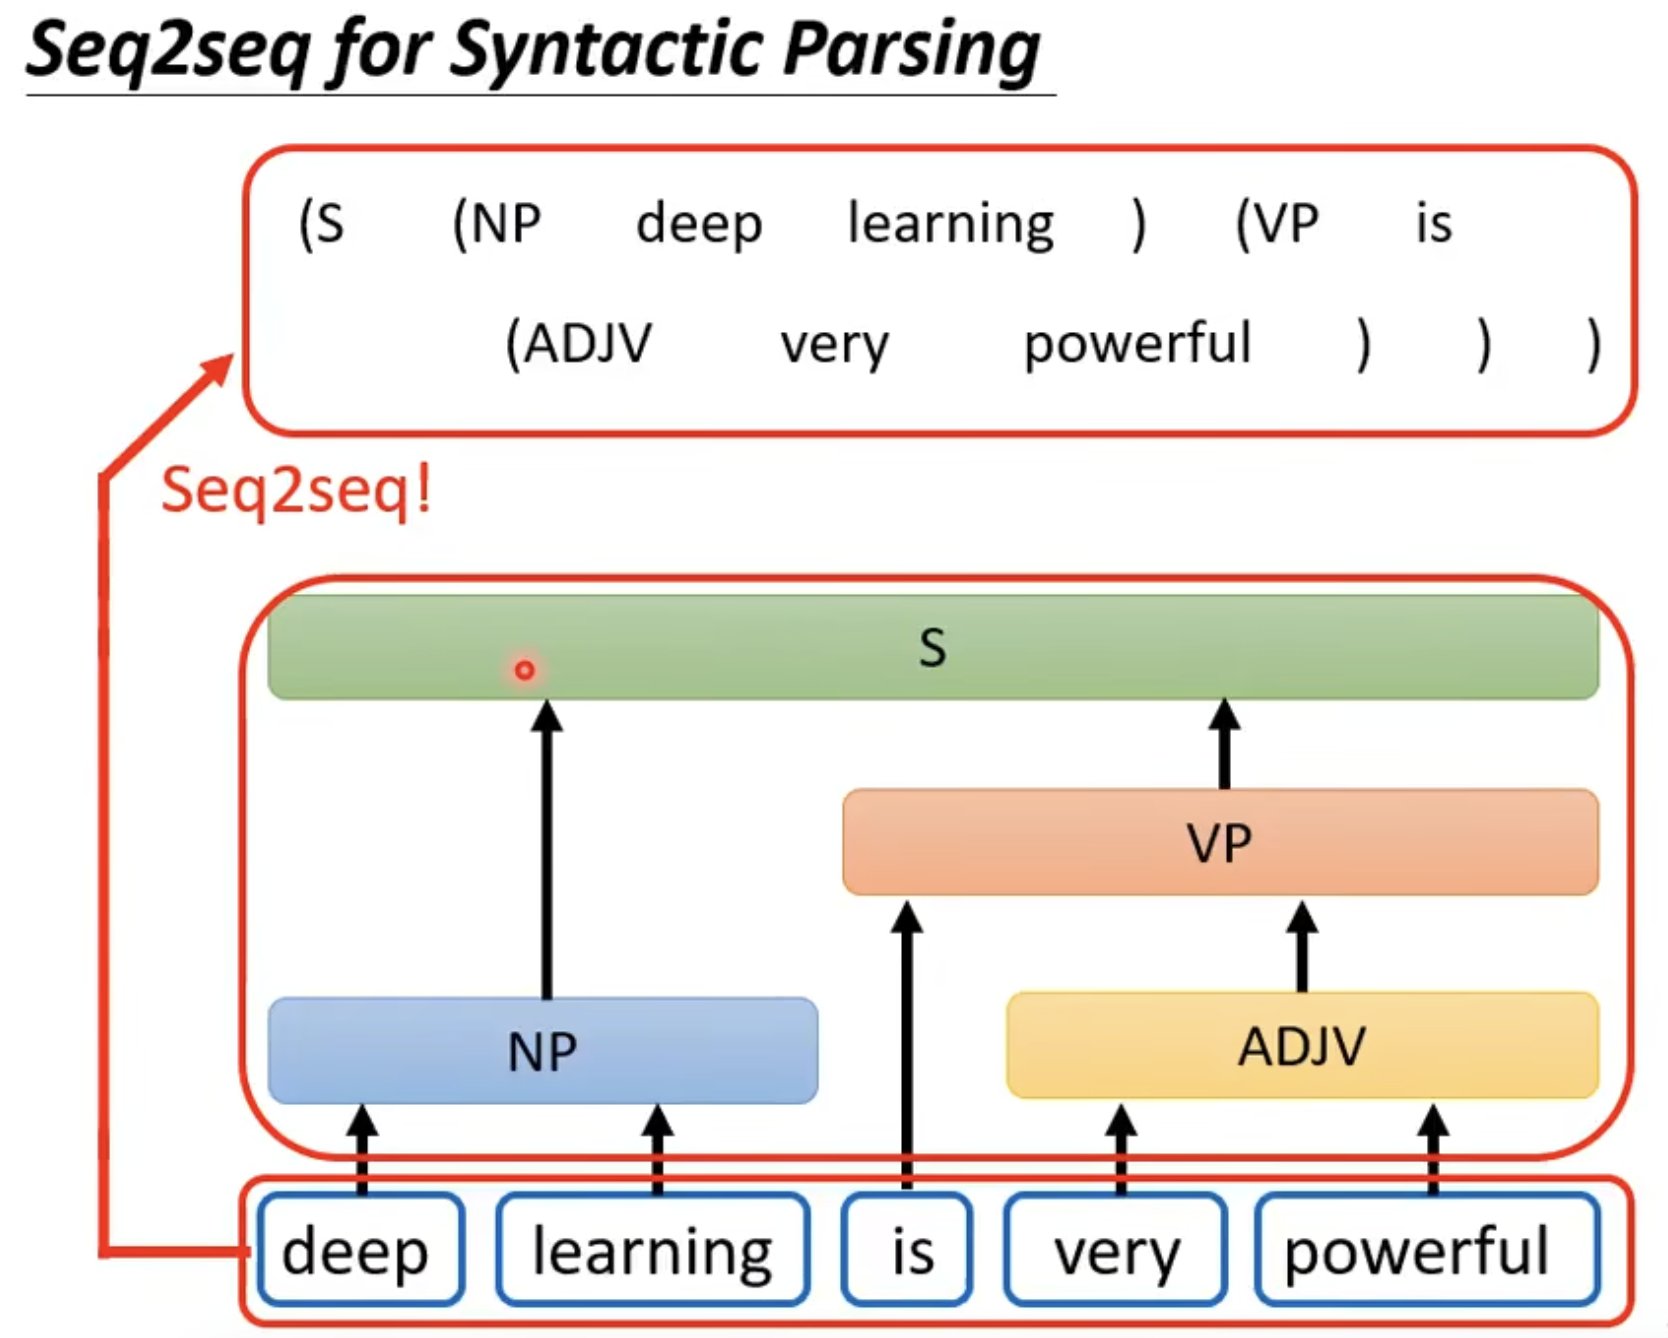 Seq2seq for Syntactic Parsing
(S (NP deep learning ) (VP is
(ADJV very powerful ) ) )
Seq2seq!
S
VP
NP ADJV
deep learning is very powerful